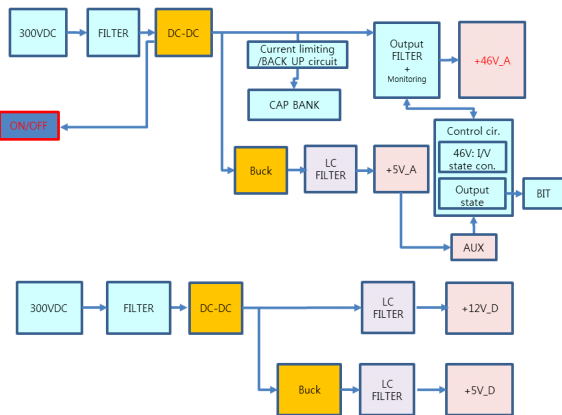 300VDC
FILTER
DC-DC
Current limiting
/BACK UP circuit
CAP BANK
Output
FILTER
+
Monitoring
+46V_A
ON/OFF
Control cir.
46V: I/V
state con.
Output
state
BIT
Buck
LC
FILTER
+5V_A
AUX
300VDC
FILTER
DC-DC
LC
FILTER
+12V_D
Buck
LC
FILTER
+5V_D